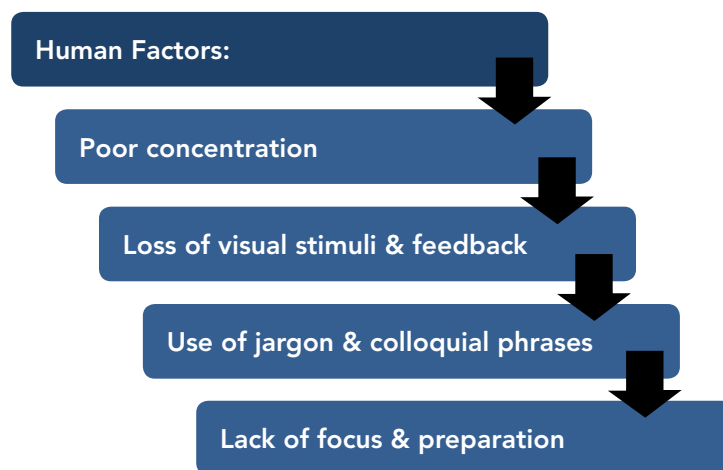 Human Factors:
Poor concentration
Loss of visual stimuli & feedback
Use of jargon & colloquial phrases
Lack of focus & preparation